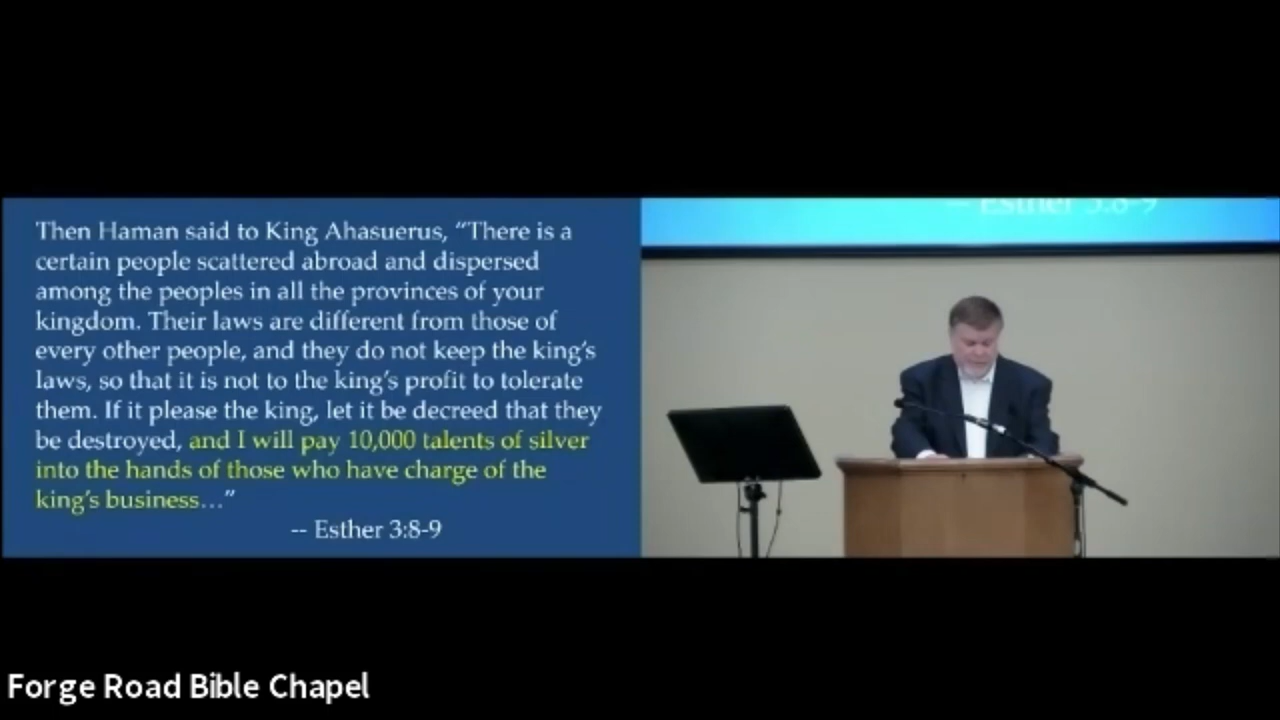 Then Haman said to King Ahasuerus, “There is a
certain people scattered abroad and dispersed
among the peoples in all the provinces of your
kingdom. Their laws are different from those of
every other people, and they do not keep the king’s
laws, so that it is not to the king’s profit to tolerate
them. If it please the king, let it be decreed that they
be destroyed, and I will pay 10,000 talents of silver
into the hands of those who have charge of the
king’s business…”
-- Esther 3:8-9
-- Esther 3:8-9
Forge Road Bible Chapel